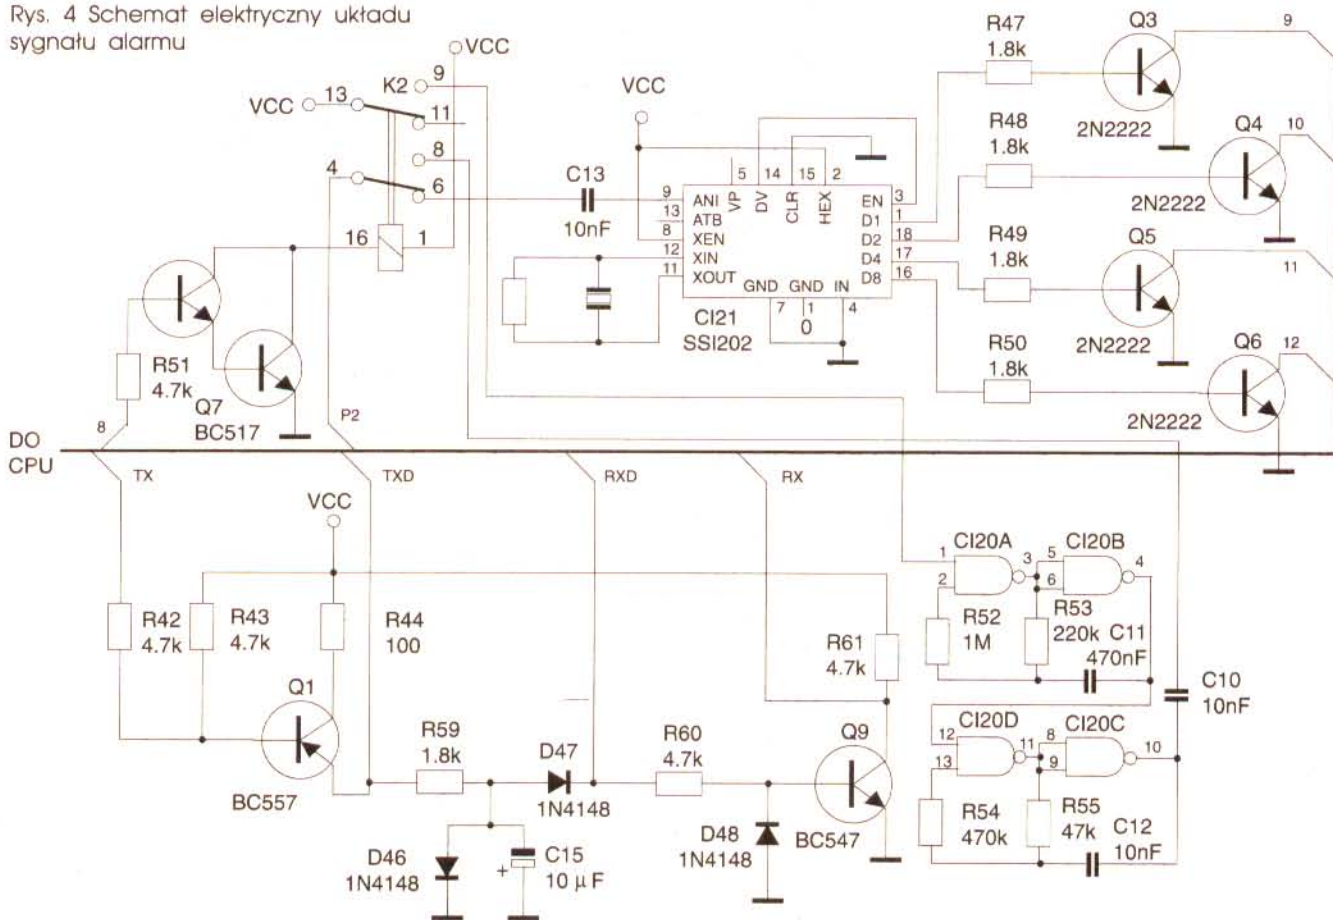 Rys. 4 Schemat elektryczny układu
sygnału alarmu
VCC
K2
9
VCC
13
11
8
4
6
16
1
C13
10nF
VCC
5
14
15
2
VP
DV
CLR
HEX
9
ANI
13
ATB
8
XEN
12
XIN
11
XOUT
EN
3
D1
1
D2
18
D4
17
D8
16
GND
GND
IN
7
1
4
0
CI21
SSI202
R47
1.8k
Q3
2N2222
9
R48
1.8k
Q4
2N2222
10
R49
1.8k
Q5
2N2222
11
R50
1.8k
Q6
2N2222
12
R51
4.7k
Q7
BC517
8
P2
DO
CPU
TX
TXD
RXD
RX
VCC
R42
4.7k
R43
4.7k
R44
100
Q1
BC557
R59
1.8k
D47
1N4148
D46
1N4148
+
C15
10 µF
R60
4.7k
D48
1N4148
R61
4.7k
Q9
BC547
CI20A
1
2
3
CI20B
5
6
4
R52
1M
R53
220k
C11
470nF
C10
10nF
CI20D
12
13
11
CI20C
8
9
10
R54
470k
R55
47k
C12
10nF